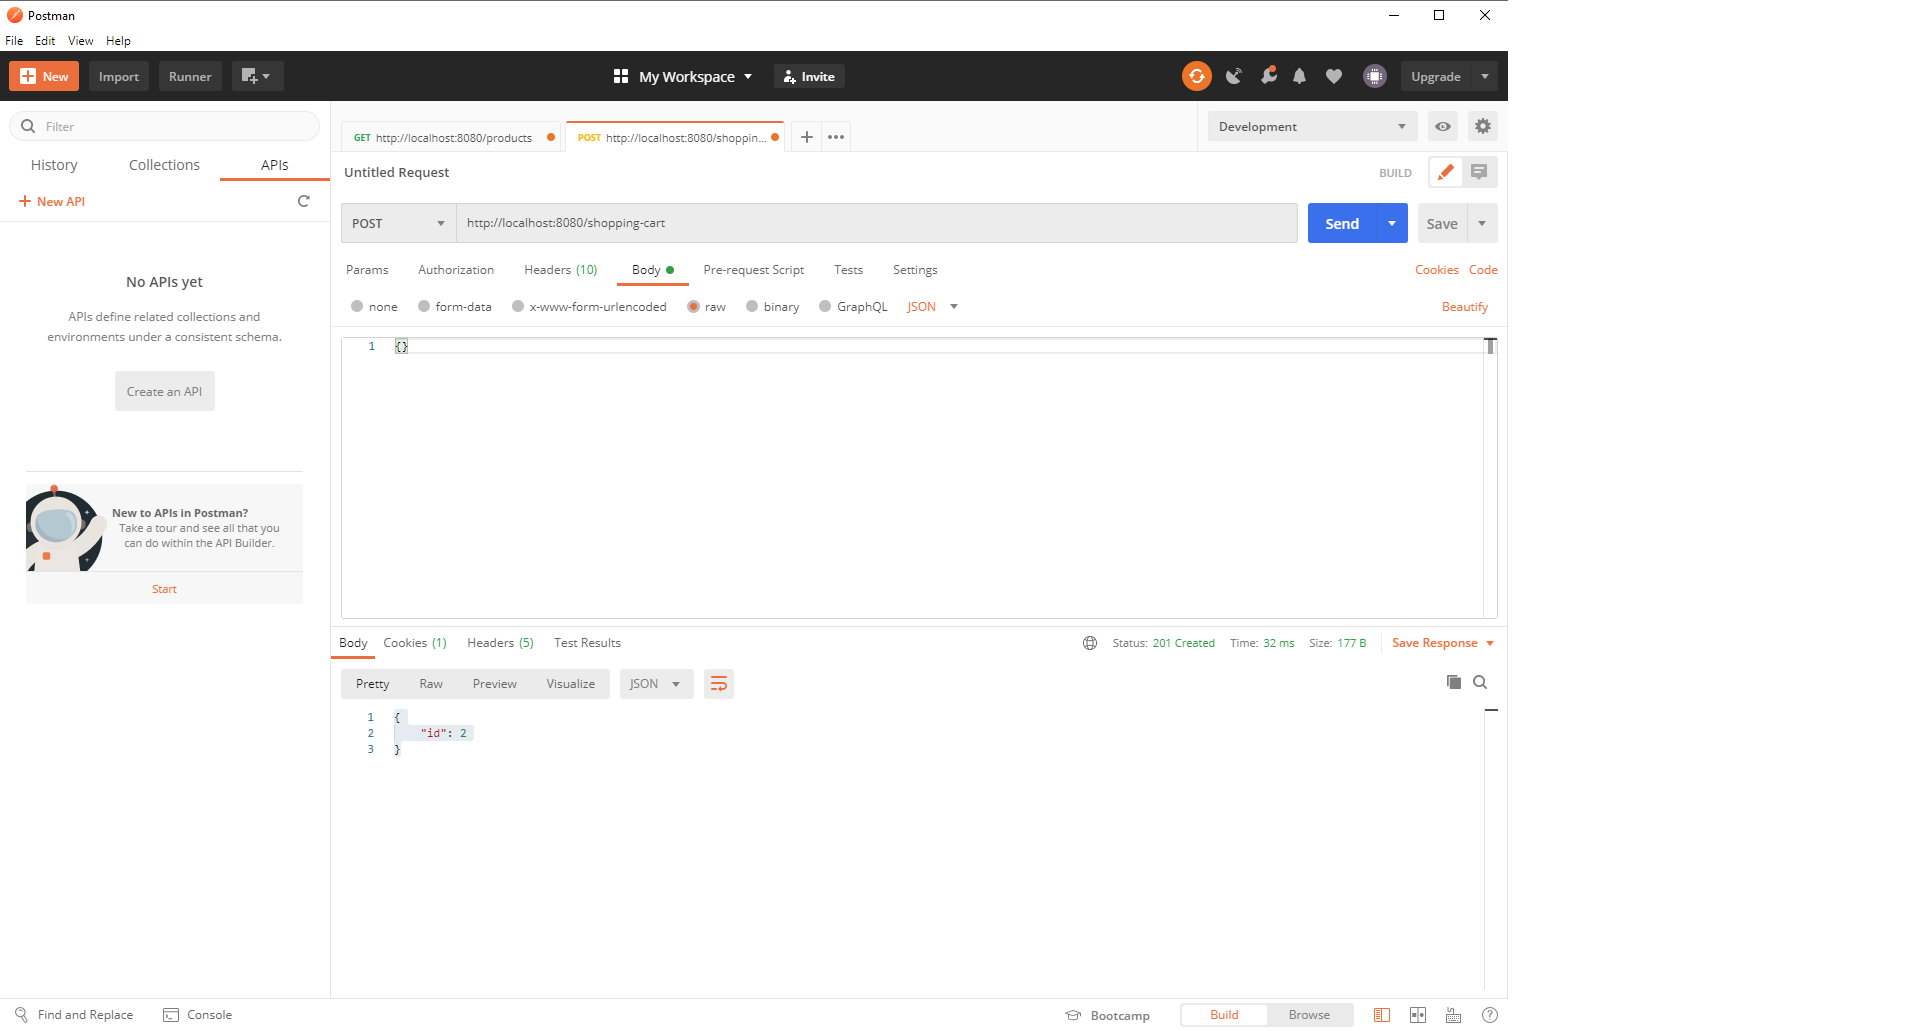 Postman
File Edit View Help
New Import Runner My Workspace Invite Upgrade
Filter
History Collections APIs
New API
No APIs yet
APIs define related collections and
environments under a consistent schema.
Create an API
New to APIs in Postman?
Take a tour and see all that you
can do within the API Builder.
Start
GET http://localhost:8080/products POST http://localhost:8080/shoppin... Development
Untitled Request BUILD
POST http://localhost:8080/shopping-cart Send Save
Params Authorization Headers (10) Body Pre-request Script Tests Settings Cookies Code
none form-data x-www-form-urlencoded raw binary GraphQL JSON Beautify
1 {}
Body Cookies (1) Headers (5) Test Results Status: 201 Created Time: 32 ms Size: 177 B Save Response
Pretty Raw Preview Visualize JSON
1 {
2 "id": 2
3 }
Find and Replace Console Bootcamp Build Browse